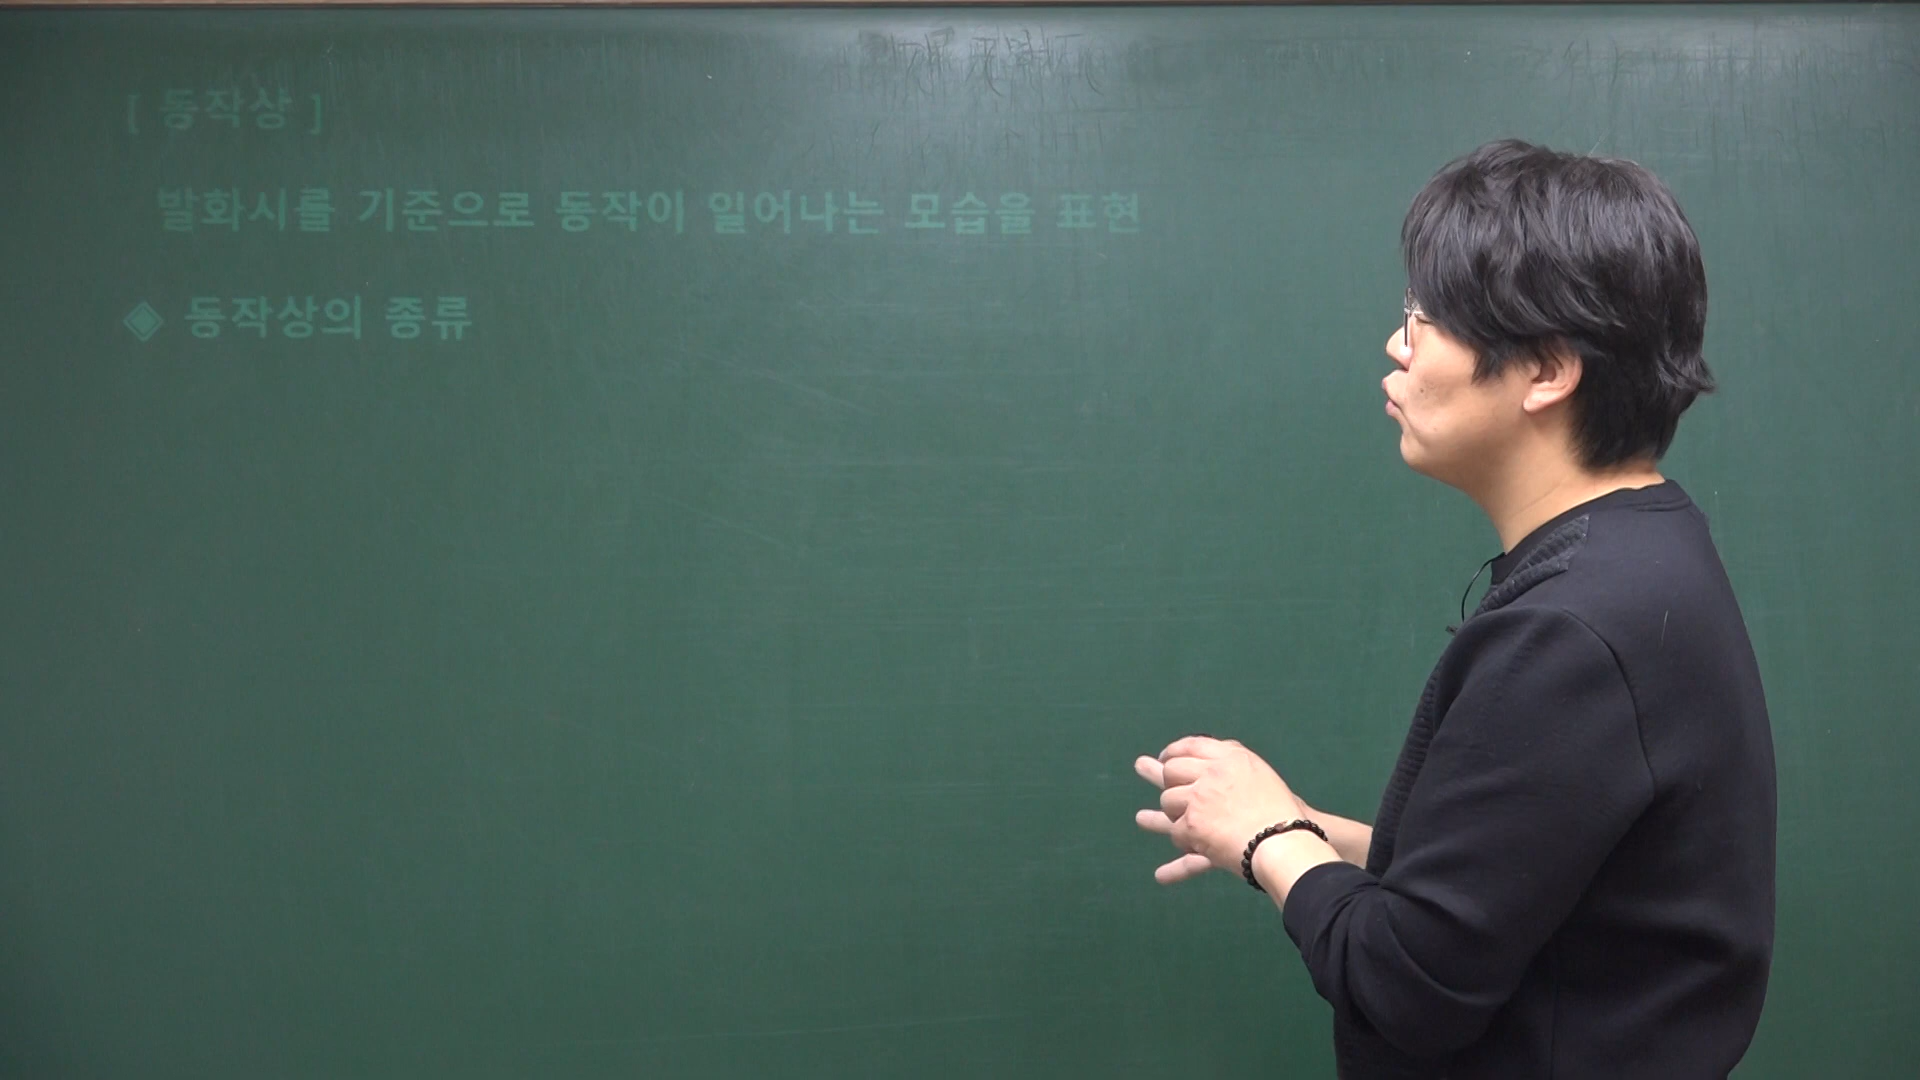 [ 동작상 ]
발화시를 기준으로 동작이 일어나는 모습을 표현
◈ 동작상의 종류